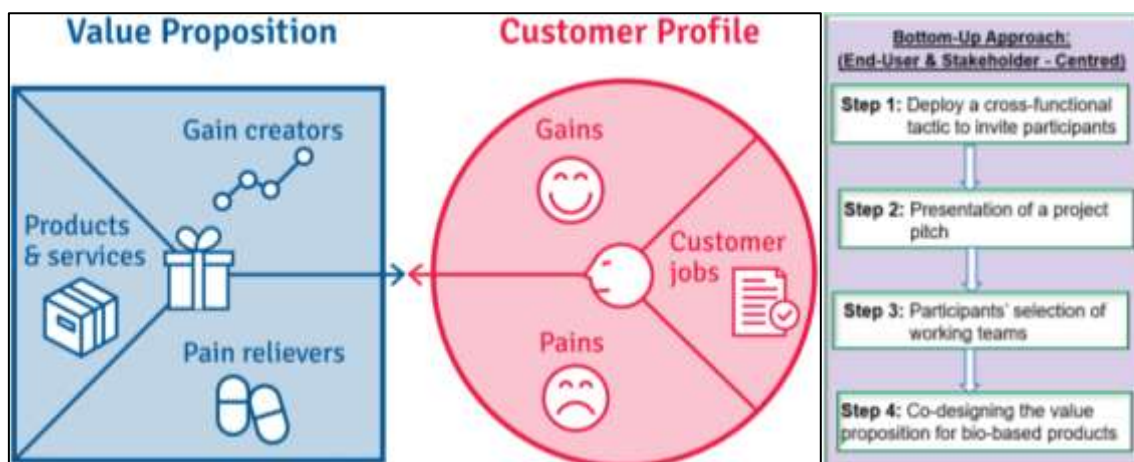 Value Proposition
Gain creators
Products
& services
Pain relievers
Customer Profile
Gains
Customer
jobs
Pains
Bottom-Up Approach:
(End-User & Stakeholder - Centred)
Step 1: Deploy a cross-functional
tactic to invite participants
Step 2: Presentation of a project
pitch
Step 3: Participants' selection of
working teams
Step 4: Co-designing the value
proposition for bio-based products